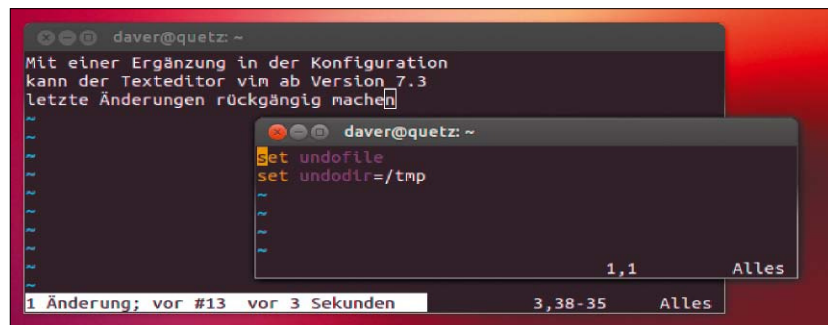 daver@quetz: ~
Mit einer Ergänzung in der Konfiguration
kann der Texteditor vim ab Version 7.3
letzte Änderungen rückgängig machen
~
~
~
~
~
~
~
~
~
1 Änderung; vor #13 vor 3 Sekunden 3,38-35 Alles
daver@quetz: ~
set undofile
set undodir=/tmp
~
~
~
~
1,1 Alles